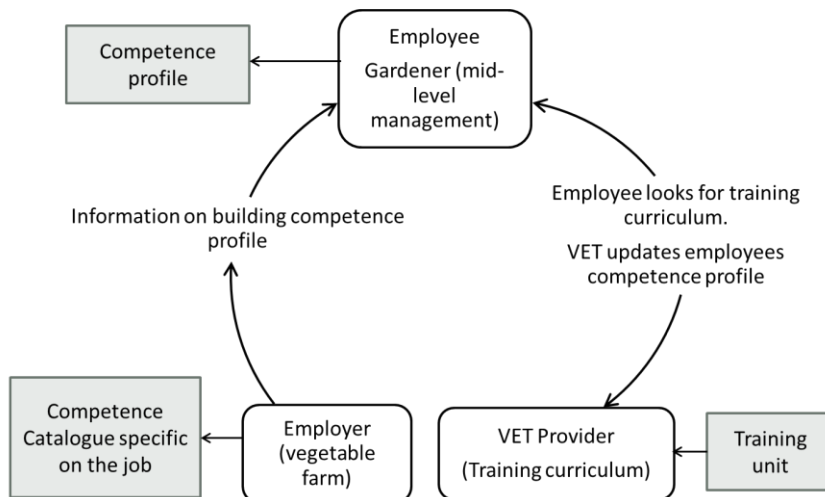 Competence
profile
Employee
Gardener (mid-
level
management)
Information on building competence
profile
Employee looks for training
curriculum.
VET updates employees
competence profile
Competence
Catalogue specific
on the job
Employer
(vegetable
farm)
VET Provider
(Training curriculum)
Training
unit